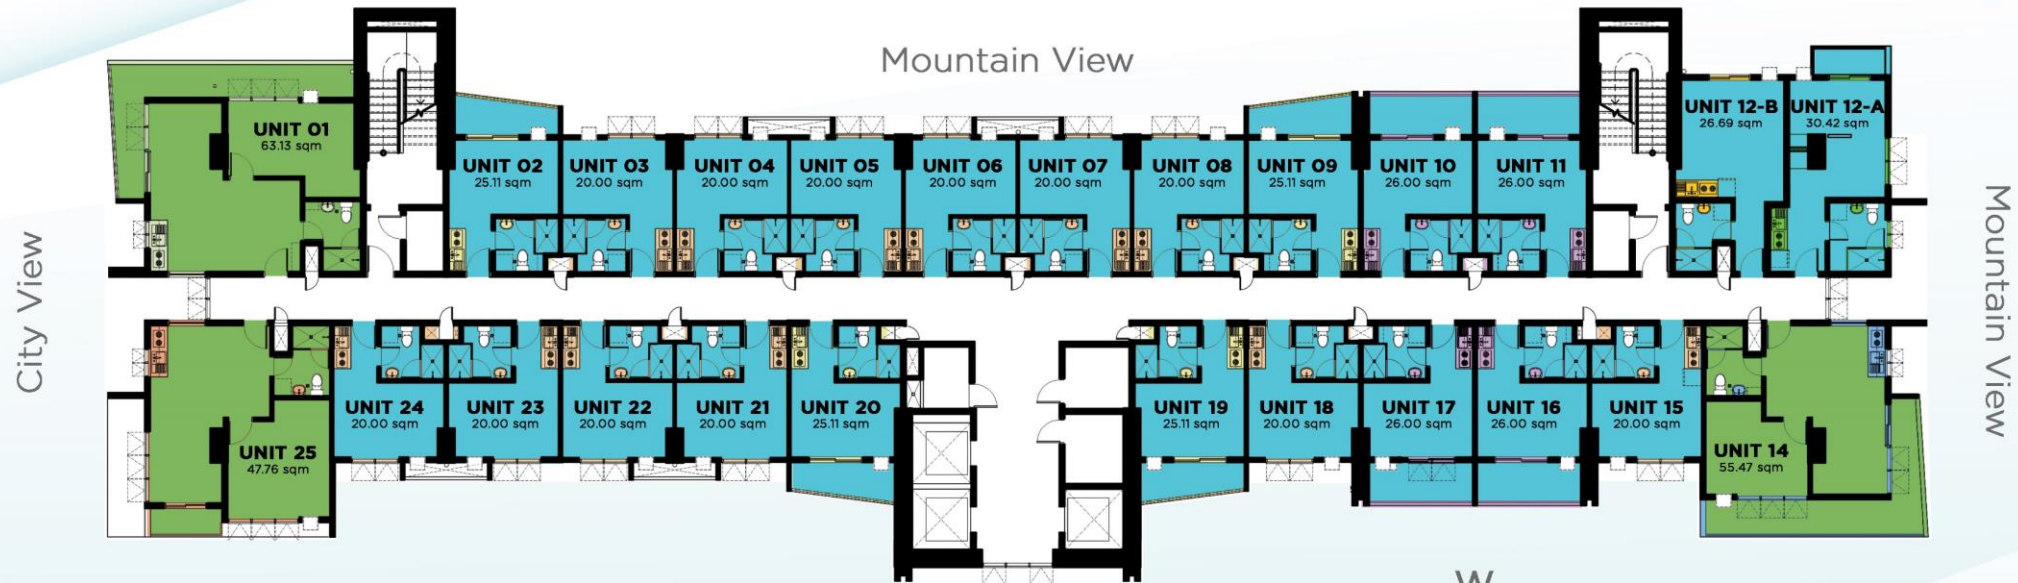 Mountain View
UNIT 01
63.13 sqm
UNIT 02
25.11 sqm
UNIT 03
20.00 sqm
UNIT 04
20.00 sqm
UNIT 05
20.00 sqm
UNIT 06
20.00 sqm
UNIT 07
20.00 sqm
UNIT 08
20.00 sqm
UNIT 09
25.11 sqm
UNIT 10
26.00 sqm
UNIT 11
26.00 sqm
UNIT 12-B
26.69 sqm
UNIT 12-A
30.42 sqm
City View
Mountain View
UNIT 25
47.76 sqm
UNIT 24
20.00 sqm
UNIT 23
20.00 sqm
UNIT 22
20.00 sqm
UNIT 21
20.00 sqm
UNIT 20
25.11 sqm
UNIT 19
25.11 sqm
UNIT 18
20.00 sqm
UNIT 17
26.00 sqm
UNIT 16
26.00 sqm
UNIT 15
20.00 sqm
UNIT 14
55.47 sqm